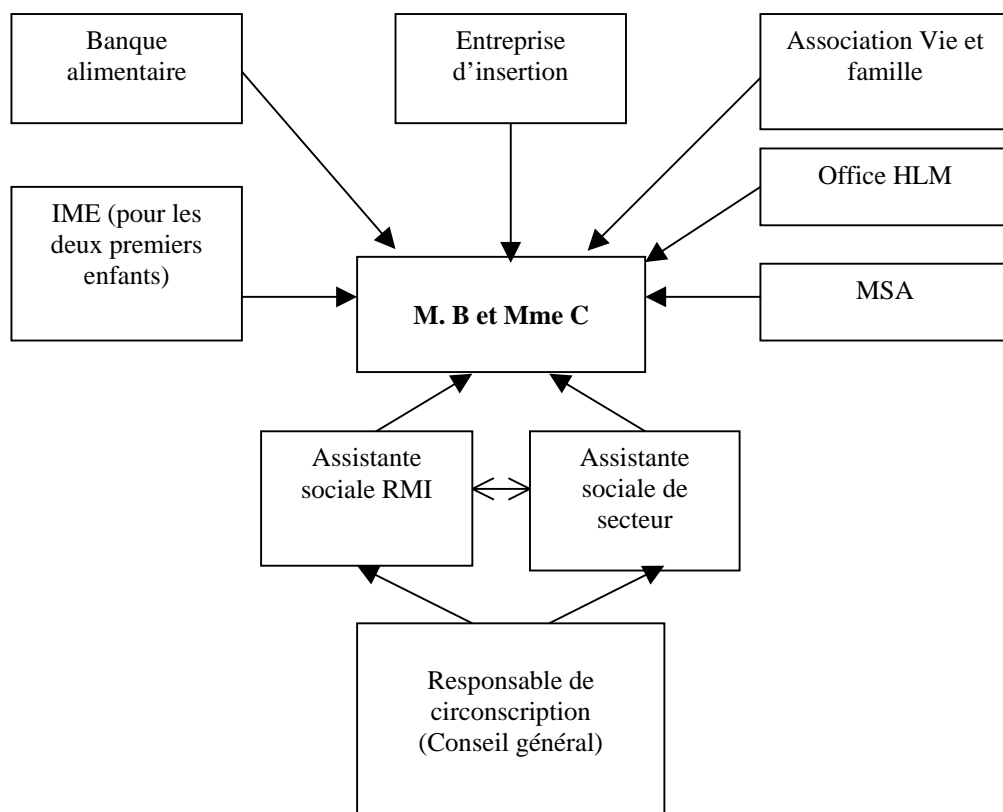 Banque
alimentaire
Entreprise
d’insertion
Association Vie et
famille
Office HLM
IME (pour les
deux premiers
enfants)
MSA
M. B et Mme C
Assistante
sociale RMI
Assistante
sociale de
secteur
Responsable de
circonscription
(Conseil général)